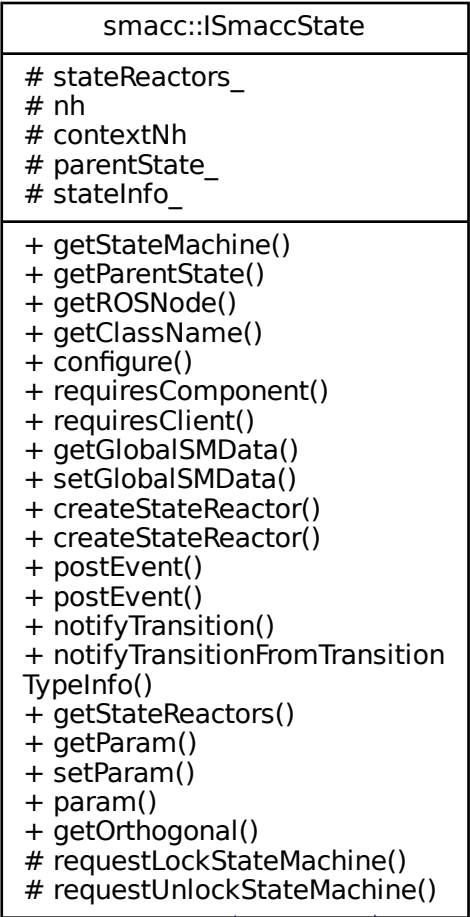 smacc::ISmaccState
# stateReactors_
# nh
# contextNh
# parentState_
# stateInfo_
+ getStateMachine()
+ getParentState()
+ getROSNode()
+ getClassName()
+ configure()
+ requiresComponent()
+ requiresClient()
+ getGlobalSMData()
+ setGlobalSMData()
+ createStateReactor()
+ createStateReactor()
+ postEvent()
+ postEvent()
+ notifyTransition()
+ notifyTransitionFromTransition
TypeInfo()
+ getStateReactors()
+ getParam()
+ setParam()
+ param()
+ getOrthogonal()
# requestLockStateMachine()
# requestUnlockStateMachine()